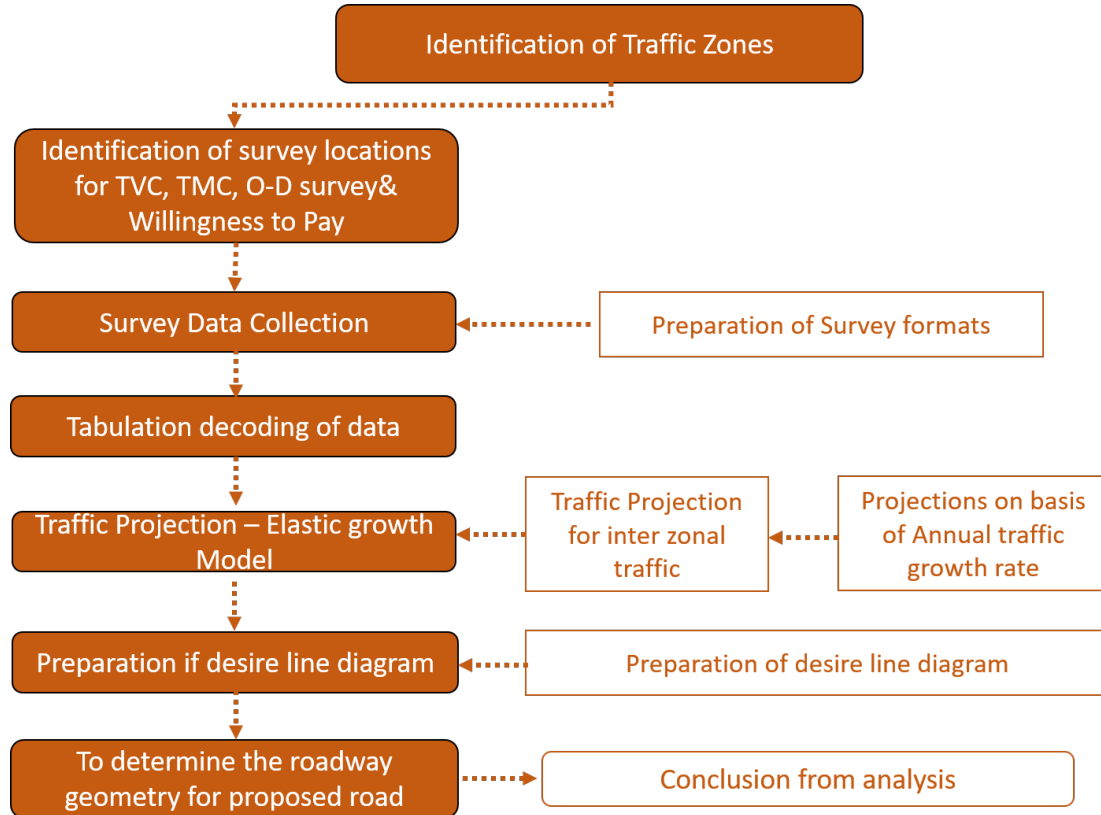 Identification of Traffic Zones
Identification of survey locations
for TVC, TMC, O-D survey&
Willingness to Pay
Survey Data Collection
Preparation of Survey formats
Tabulation decoding of data
Traffic Projection – Elastic growth
Model
Traffic Projection
for inter zonal
traffic
Projections on basis
of Annual traffic
growth rate
Preparation if desire line diagram
Preparation of desire line diagram
To determine the roadway
geometry for proposed road
Conclusion from analysis